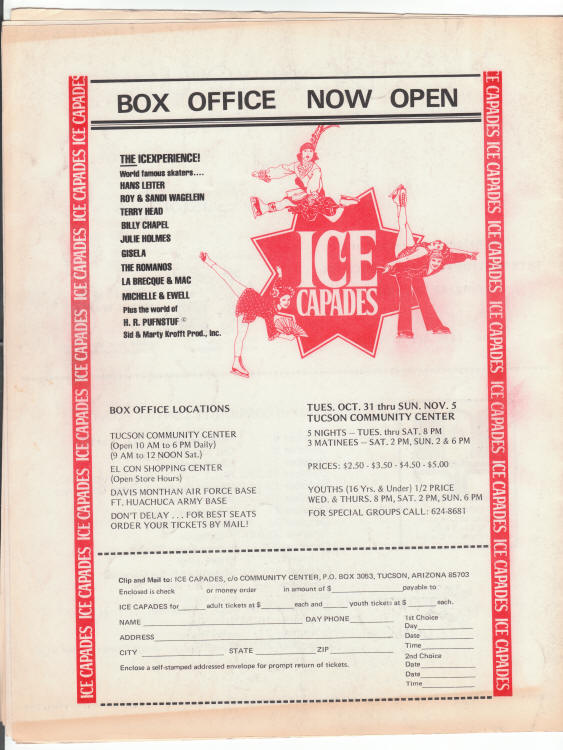 BOX OFFICE NOW OPEN
THE ICEXPERIENCE!
World famous skaters....
HANS LEITER
ROY & SANDI WAGELEIN
TERRY HEAD
BILLY CHAPEL
JULIE HOLMES
GISELA
THE ROMANOS
LA BRECQUE & MAC
MICHELLE & EWELL
Plus the world of
H. R. PUFNSTUF ©
Sid & Marty Krofft Prod., Inc.
ICE
CAPADES
BOX OFFICE LOCATIONS
TUCSON COMMUNITY CENTER
(Open 10 AM to 6 PM Daily)
(9 AM to 12 NOON Sat.)
EL CON SHOPPING CENTER
(Open Store Hours)
DAVIS MONTHAN AIR FORCE BASE
FT. HUACHUCA ARMY BASE
DON'T DELAY . . . FOR BEST SEATS
ORDER YOUR TICKETS BY MAIL!
TUES. OCT. 31 thru SUN. NOV. 5
TUCSON COMMUNITY CENTER
5 NIGHTS — TUES. thru SAT. 8 PM
3 MATINEES — SAT. 2 PM, SUN. 2 & 6 PM
PRICES: $2.50 - $3.50 - $4.50 - $5.00
YOUTHS (16 Yrs. & Under) 1/2 PRICE
WED. & THURS. 8 PM, SAT. 2 PM, SUN. 6 PM
FOR SPECIAL GROUPS CALL: 624-8681
Clip and Mail to: ICE CAPADES, c/o COMMUNITY CENTER, P.O. BOX 3053, TUCSON, ARIZONA 85703
Enclosed is check or money order in amount of $ payable to
ICE CAPADES for adult tickets at $ each and youth tickets at $ each.
NAME DAY PHONE
ADDRESS
CITY STATE ZIP
Enclose a self-stamped addressed envelope for prompt return of tickets.
1st Choice
Day
Date
Time
2nd Choice
Date
Date
Time
ICE CAPADES ICE CAPADES ICE CAPADES ICE CAPADES ICE CAPADES ICE CAPADES ICE CAPADES ICE CAPADES
ICE CAPADES ICE CAPADES ICE CAPADES ICE CAPADES ICE CAPADES ICE CAPADES ICE CAPADES ICE CAPADES